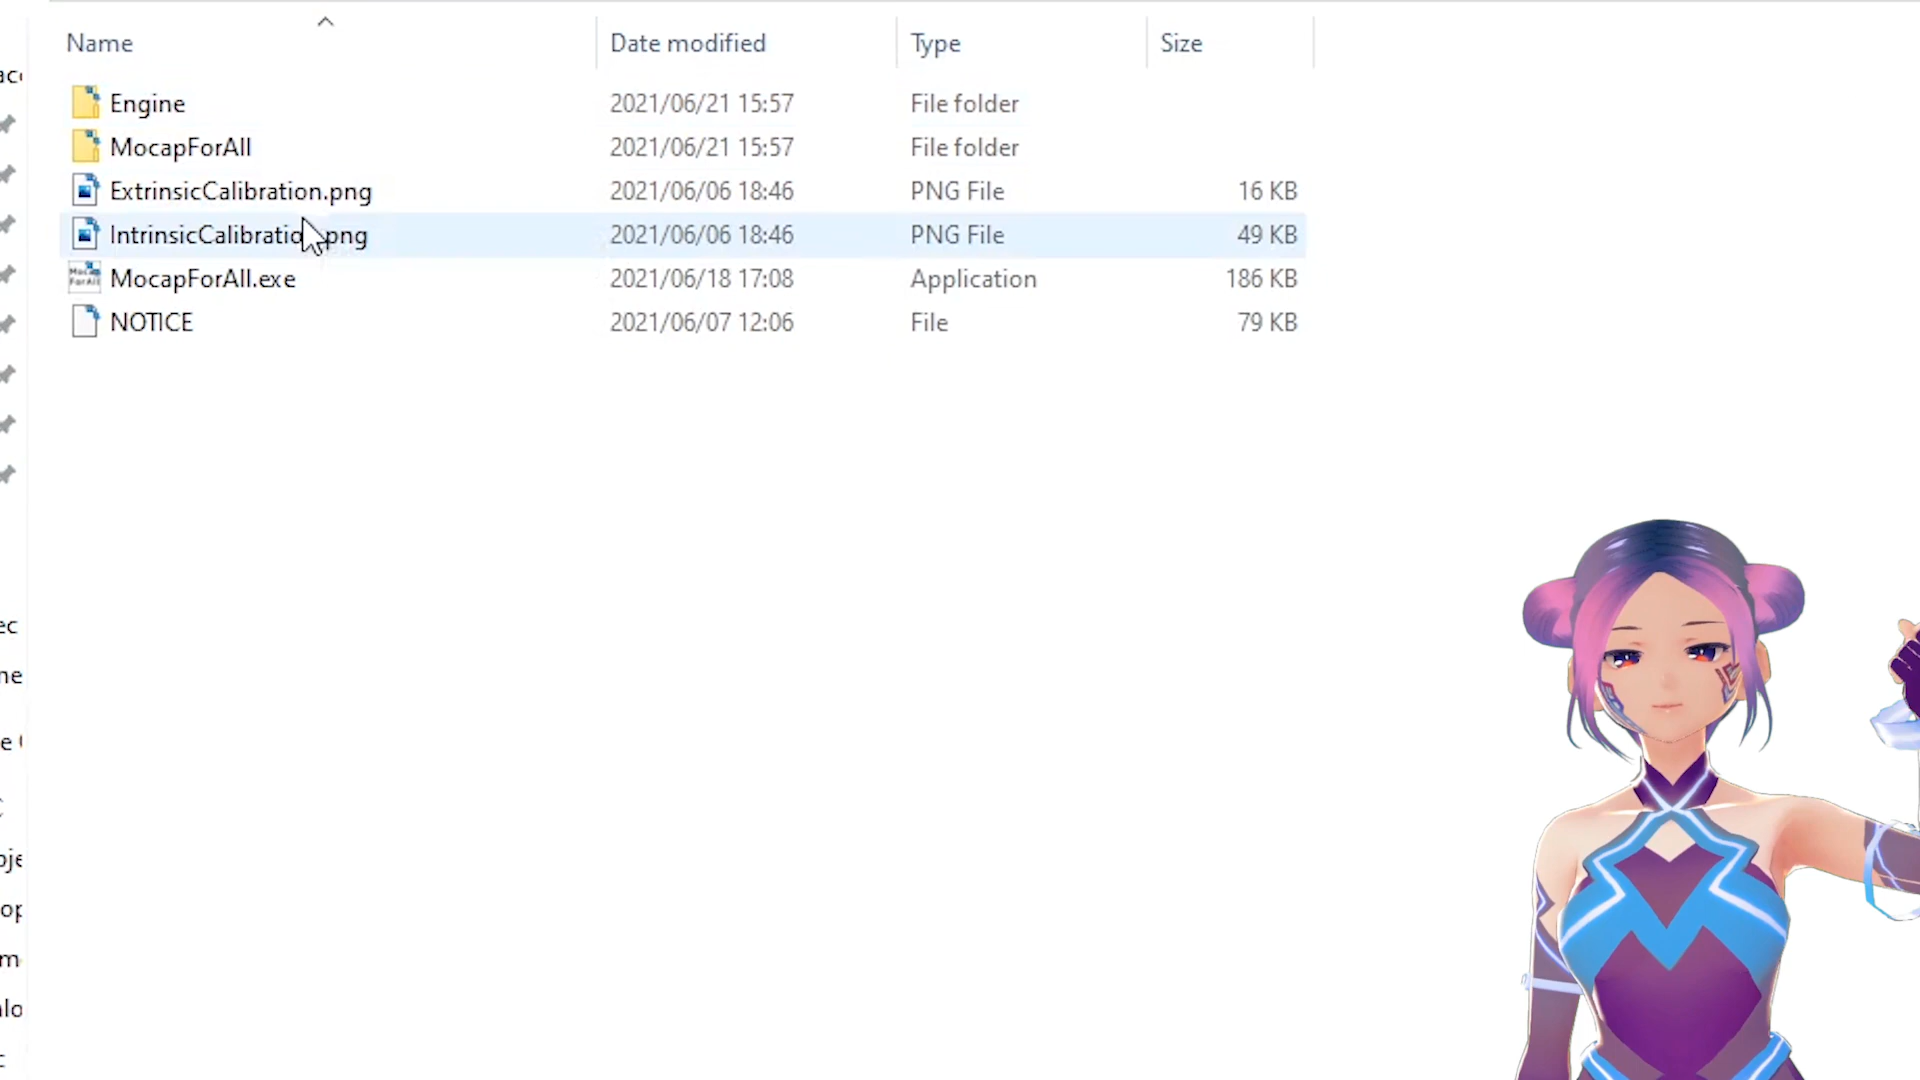 Name Date modified Type Size
Engine 2021/06/21 15:57 File folder
MocapForAll 2021/06/21 15:57 File folder
ExtrinsicCalibration.png 2021/06/06 18:46 PNG File 16 KB
IntrinsicCalibration.png 2021/06/06 18:46 PNG File 49 KB
MocapForAll.exe 2021/06/18 17:08 Application 186 KB
NOTICE 2021/06/07 12:06 File 79 KB